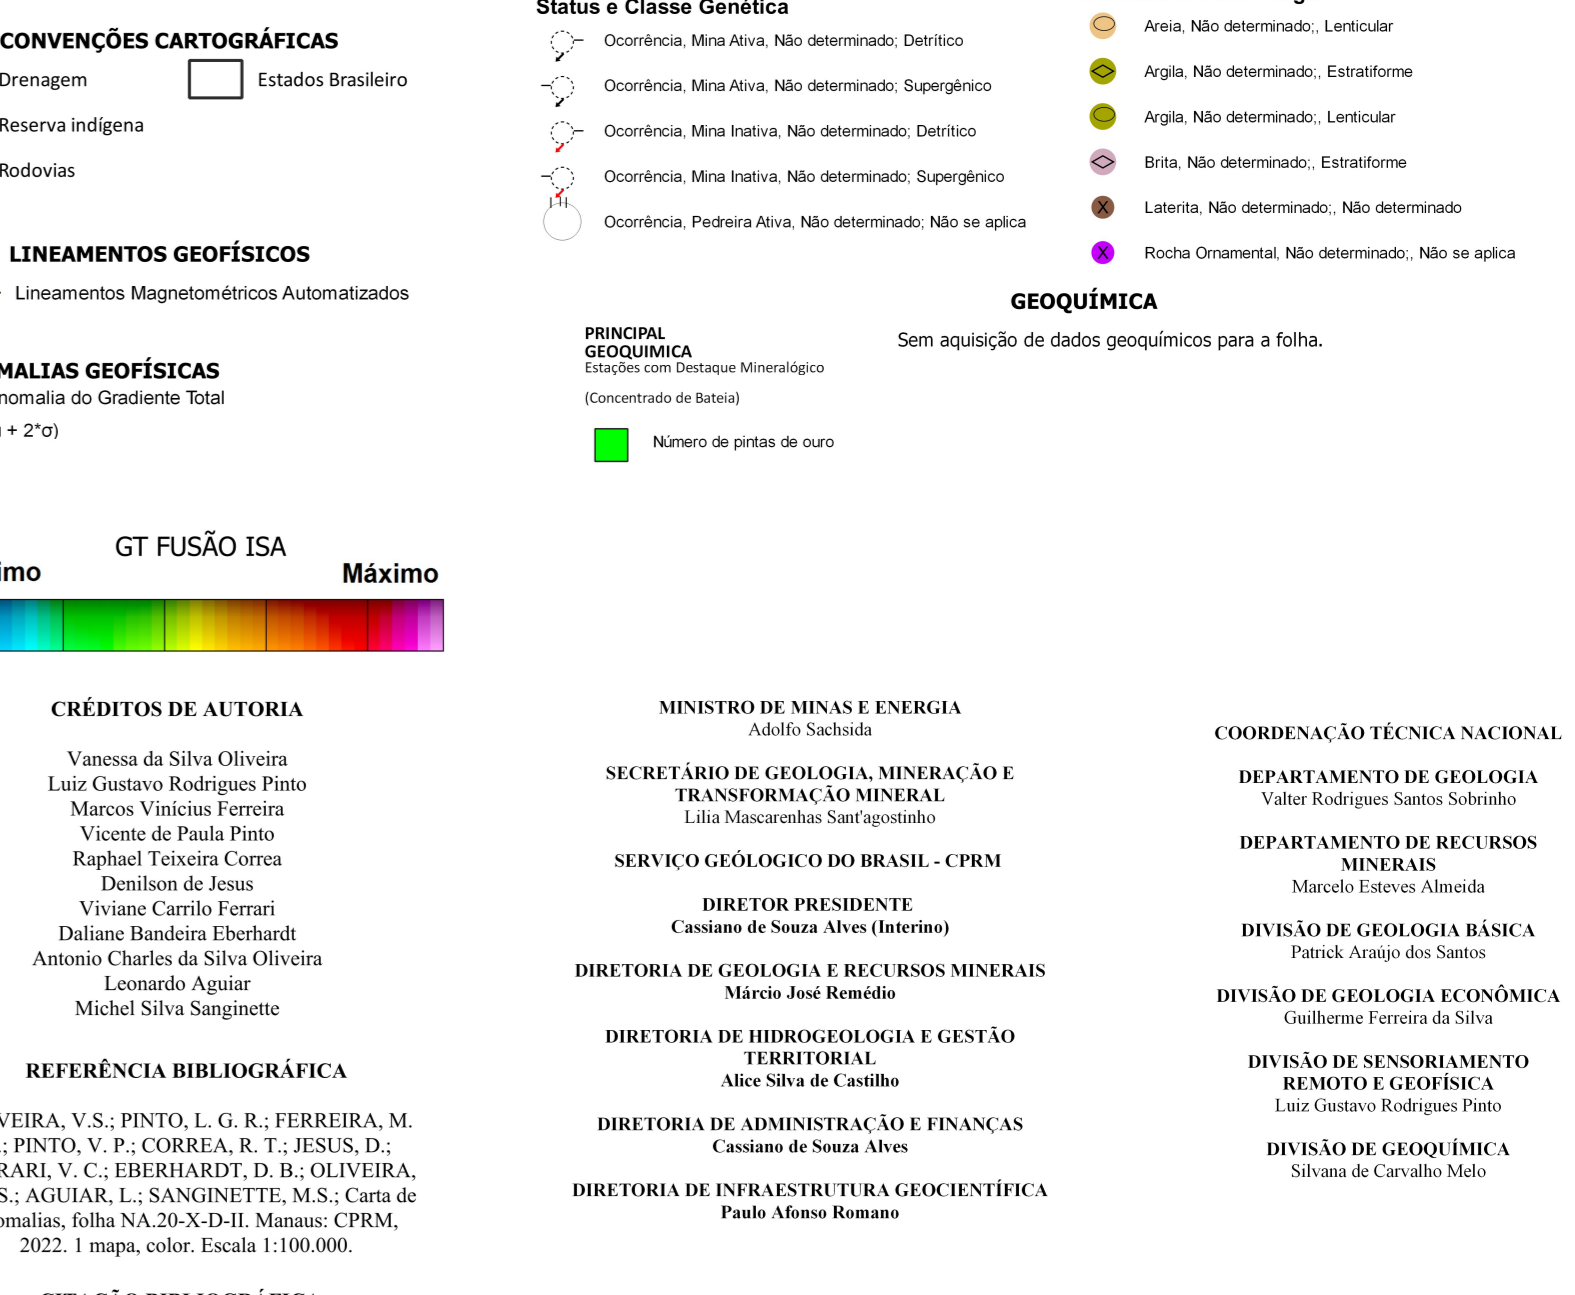 CONVENÇÕES CARTOGRÁFICAS
Drenagem
Estados Brasileiro
Reserva indígena
Rodovias
LINEAMENTOS GEOFÍSICOS
Lineamentos Magnetométricos Automatizados
GEOFÍSICAS
do Gradiente Total
+ 2*σ)
GT FUSÃO ISA
Máximo
Status e Classe Genética
Ocorrência, Mina Ativa, Não determinado; Detrítico
Ocorrência, Mina Ativa, Não determinado; Supergênico
Ocorrência, Mina Inativa, Não determinado; Detrítico
Ocorrência, Mina Inativa, Não determinado; Supergênico
Ocorrência, Pedreira Ativa, Não determinado; Não se aplica
Areia, Não determinado;, Lenticular
Argila, Não determinado;, Estratiforme
Argila, Não determinado;, Lenticular
Brita, Não determinado;, Estratiforme
X Laterita, Não determinado;, Não determinado
X Rocha Ornamental, Não determinado;, Não se aplica
GEOQUÍMICA
Sem aquisição de dados geoquímicos para a folha.
PRINCIPAL
GEOQUIMICA
Estações com Destaque Mineralógico
(Concentrado de Bateia)
Número de pintas de ouro
CRÉDITOS DE AUTORIA
Vanessa da Silva Oliveira
Luiz Gustavo Rodrigues Pinto
Marcos Vinícius Ferreira
Vicente de Paula Pinto
Raphael Teixeira Correa
Denilson de Jesus
Viviane Carrilo Ferrari
Daliane Bandeira Eberhardt
Antonio Charles da Silva Oliveira
Leonardo Aguiar
Michel Silva Sanginette
REFERÊNCIA BIBLIOGRÁFICA
VEIRA, V.S.; PINTO, L. G. R.; FERREIRA, M.
.; PINTO, V. P.; CORREA, R. T.; JESUS, D.;
RARI, V. C.; EBERHARDT, D. B.; OLIVEIRA,
S.; AGUIAR, L.; SANGINETTE, M.S.; Carta de
omalias, folha NA.20-X-D-II. Manaus: CPRM,
2022. 1 mapa, color. Escala 1:100.000.
MINISTRO DE MINAS E ENERGIA
Adolfo Sachsida
SECRETÁRIO DE GEOLOGIA, MINERAÇÃO E
TRANSFORMAÇÃO MINERAL
Lilia Mascarenhas Sant'agostinho
SERVIÇO GEÓLOGICO DO BRASIL - CPRM
DIRETOR PRESIDENTE
Cassiano de Souza Alves (Interino)
DIRETORIA DE GEOLOGIA E RECURSOS MINERAIS
Márcio José Remédio
DIRETORIA DE HIDROGEOLOGIA E GESTÃO
TERRITORIAL
Alice Silva de Castilho
DIRETORIA DE ADMINISTRAÇÃO E FINANÇAS
Cassiano de Souza Alves
DIRETORIA DE INFRAESTRUTURA GEOCIENTÍFICA
Paulo Afonso Romano
COORDENAÇÃO TÉCNICA NACIONAL
DEPARTAMENTO DE GEOLOGIA
Valter Rodrigues Santos Sobrinho
DEPARTAMENTO DE RECURSOS
MINERAIS
Marcelo Esteves Almeida
DIVISÃO DE GEOLOGIA BÁSICA
Patrick Araújo dos Santos
DIVISÃO DE GEOLOGIA ECONÔMICA
Guilherme Ferreira da Silva
DIVISÃO DE SENSORIAMENTO
REMOTO E GEOFÍSICA
Luiz Gustavo Rodrigues Pinto
DIVISÃO DE GEOQUÍMICA
Silvana de Carvalho Melo